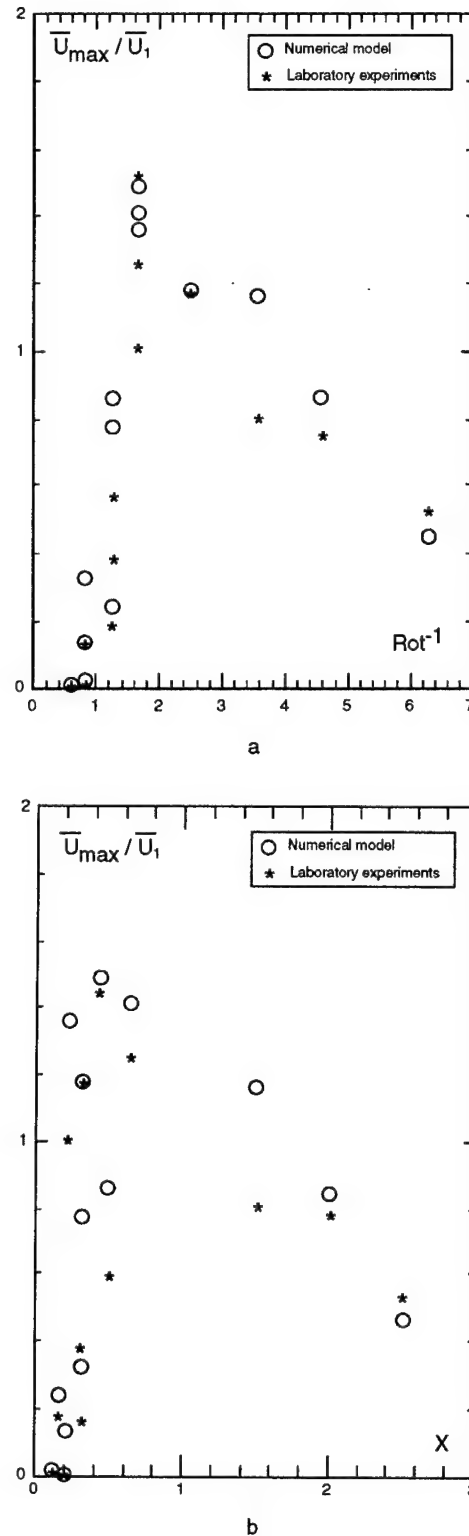 2
U̅max / U̅1
Numerical model
* Laboratory experiments
1
Rot-1
0
0 1 2 3 4 5 6 7
a
2
U̅max / U̅1
Numerical model
* Laboratory experiments
1
X
0
0 1 2 3
b